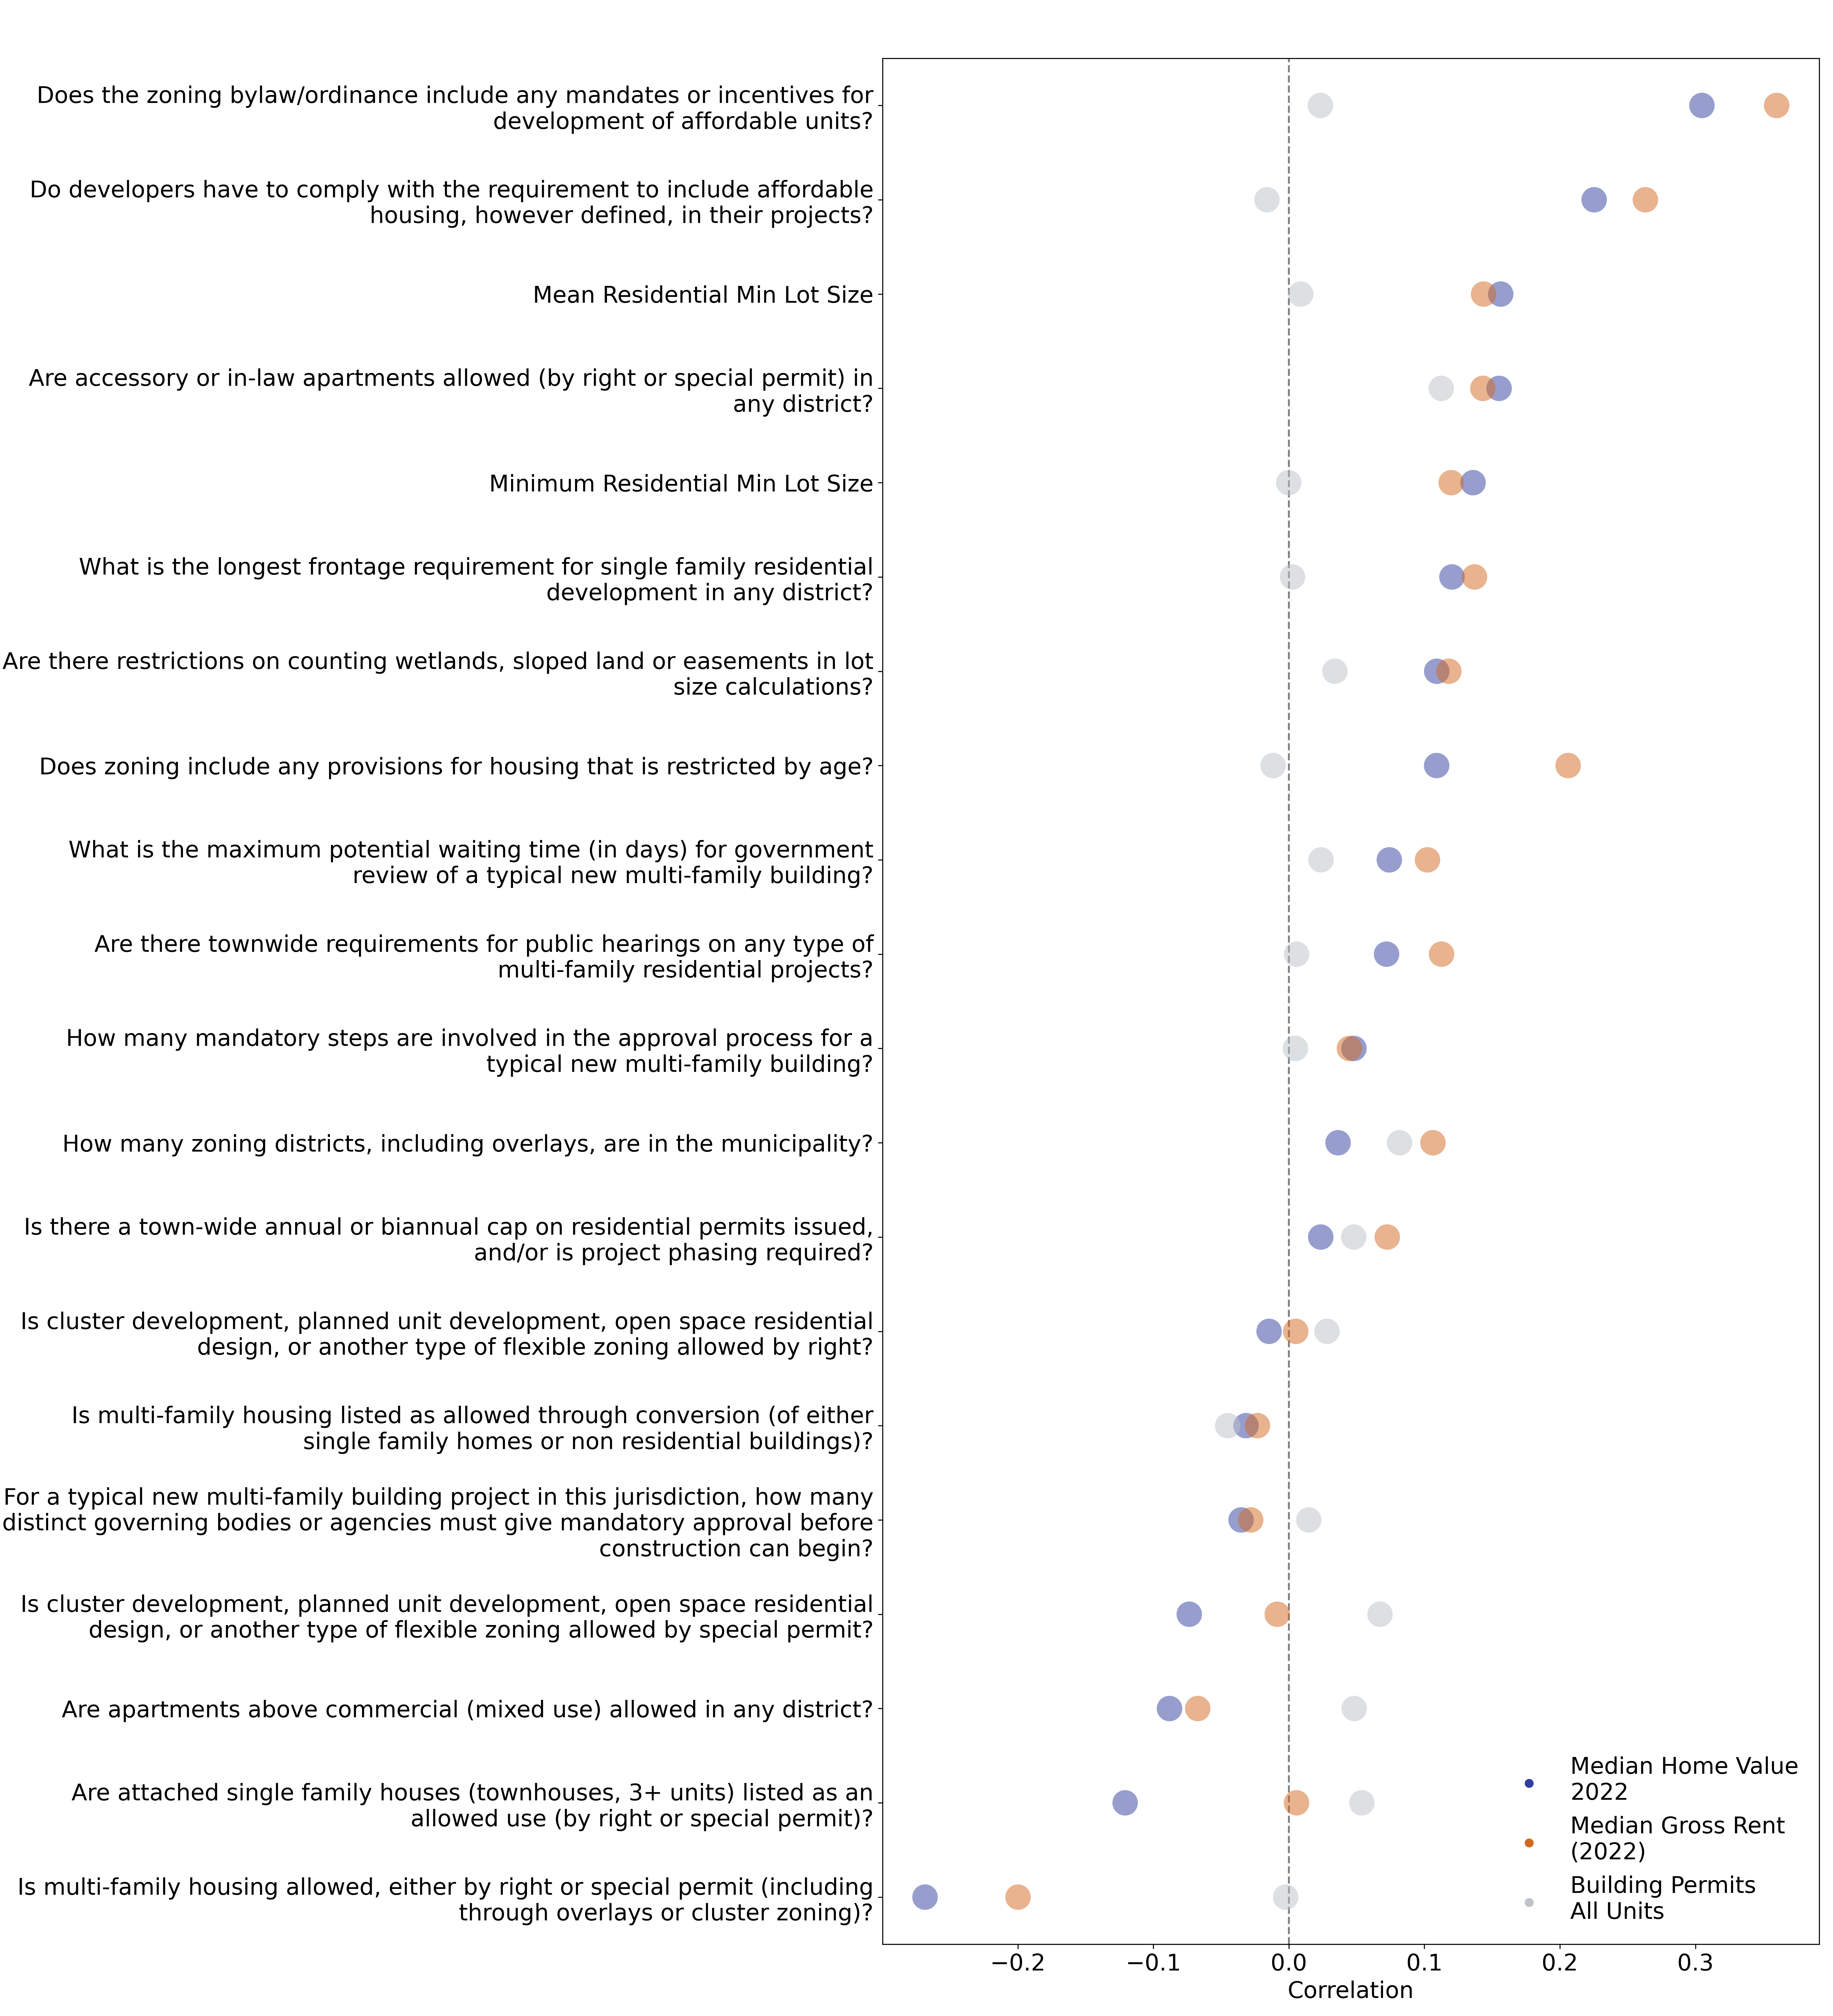 Does the zoning bylaw/ordinance include any mandates or incentives for
development of affordable units?
Do developers have to comply with the requirement to include affordable
housing, however defined, in their projects?
Mean Residential Min Lot Size
Are accessory or in-law apartments allowed (by right or special permit) in
any district?
Minimum Residential Min Lot Size
What is the longest frontage requirement for single family residential
development in any district?
Are there restrictions on counting wetlands, sloped land or easements in lot
size calculations?
Does zoning include any provisions for housing that is restricted by age?
What is the maximum potential waiting time (in days) for government
review of a typical new multi-family building?
Are there townwide requirements for public hearings on any type of
multi-family residential projects?
How many mandatory steps are involved in the approval process for a
typical new multi-family building?
How many zoning districts, including overlays, are in the municipality?
Is there a town-wide annual or biannual cap on residential permits issued,
and/or is project phasing required?
Is cluster development, planned unit development, open space residential
design, or another type of flexible zoning allowed by right?
Is multi-family housing listed as allowed through conversion (of either
single family homes or non residential buildings)?
For a typical new multi-family building project in this jurisdiction, how many
distinct governing bodies or agencies must give mandatory approval before
construction can begin?
Is cluster development, planned unit development, open space residential
design, or another type of flexible zoning allowed by special permit?
Are apartments above commercial (mixed use) allowed in any district?
Are attached single family houses (townhouses, 3+ units) listed as an
allowed use (by right or special permit)?
Is multi-family housing allowed, either by right or special permit (including
through overlays or cluster zoning)?
Median Home Value
2022
Median Gross Rent
(2022)
Building Permits
All Units
−0.2 −0.1 0.0 0.1 0.2 0.3
Correlation